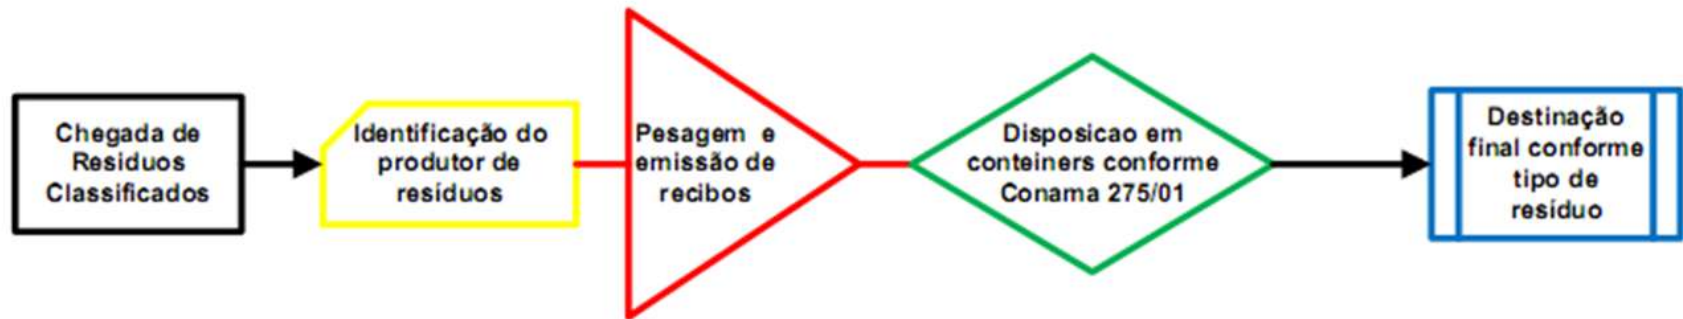 Chegada de
Residuos
Classificados
Identificação do
produtor de
resíduos
Pesagem e
emissão de
recibos
Disposicao em
conteiners conforme
Conama 275/01
Destinação
final conforme
tipo de
resíduo